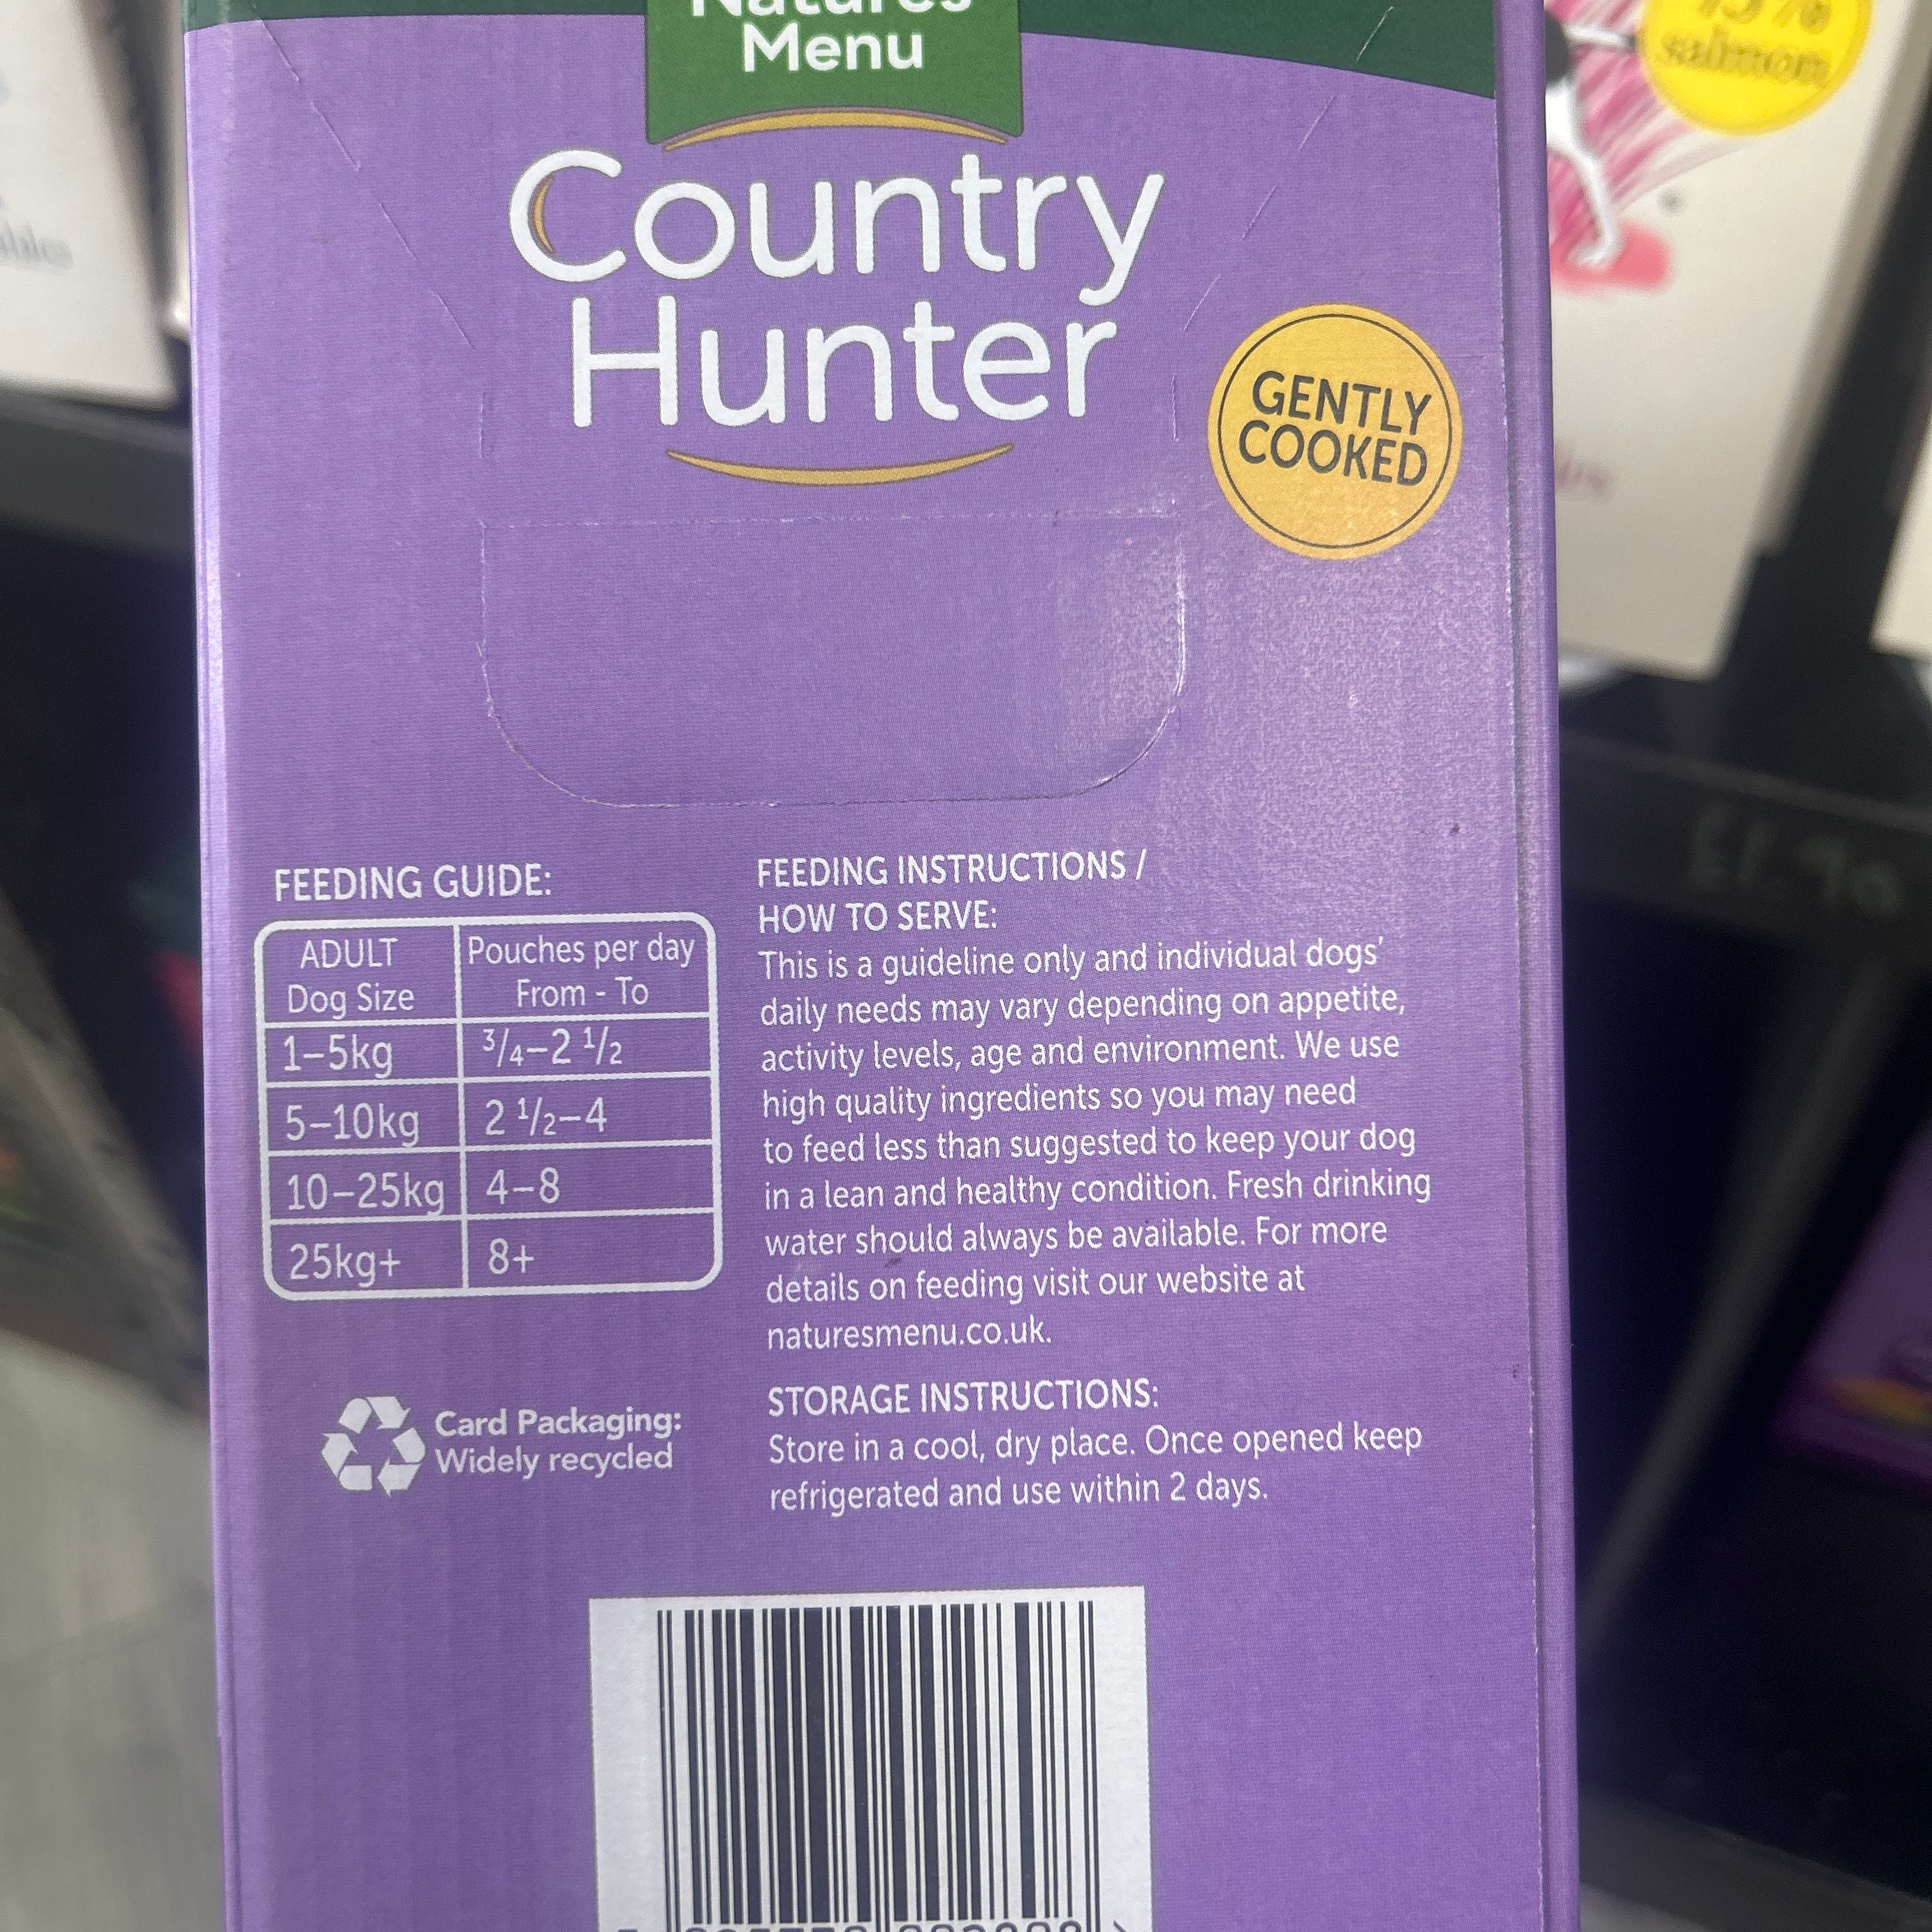 Natures
Menu
Country
Hunter
GENTLY
COOKED
salmon
FEEDING GUIDE:
ADULT
Dog Size
Pouches per day
From - To
1–5kg
3/4–2 1/2
5–10kg
2 1/2–4
10–25kg
4–8
25kg+
8+
FEEDING INSTRUCTIONS /
HOW TO SERVE:
This is a guideline only and individual dogs’
daily needs may vary depending on appetite,
activity levels, age and environment. We use
high quality ingredients so you may need
to feed less than suggested to keep your dog
in a lean and healthy condition. Fresh drinking
water should always be available. For more
details on feeding visit our website at
naturesmenu.co.uk.
STORAGE INSTRUCTIONS:
Store in a cool, dry place. Once opened keep
refrigerated and use within 2 days.
Card Packaging:
Widely recycled
£1.90